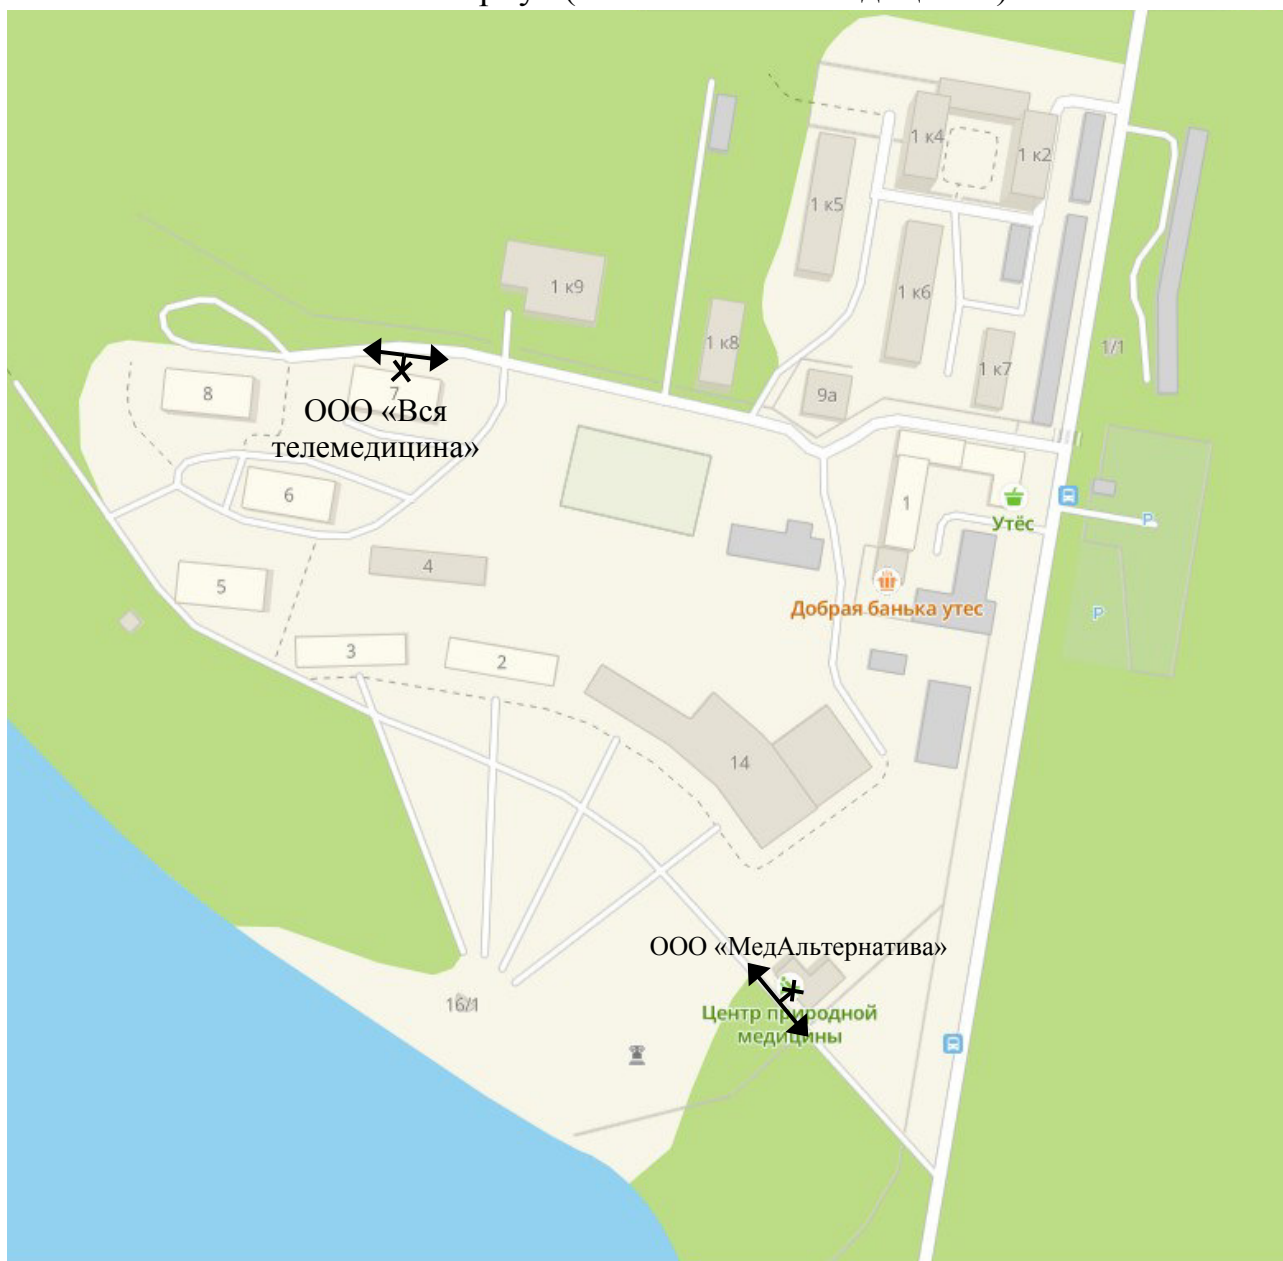 1 к4
1 к2
1 к5
1 к9
1 к6
1 к8
1/1
1 к7
8
7
9а
ООО «Вся
телемедицина»
6
1
Утёс
P
4
5
Добрая банька утес
P
3
2
14
ООО «МедАльтернатива»
16/1
Центр природной
медицины